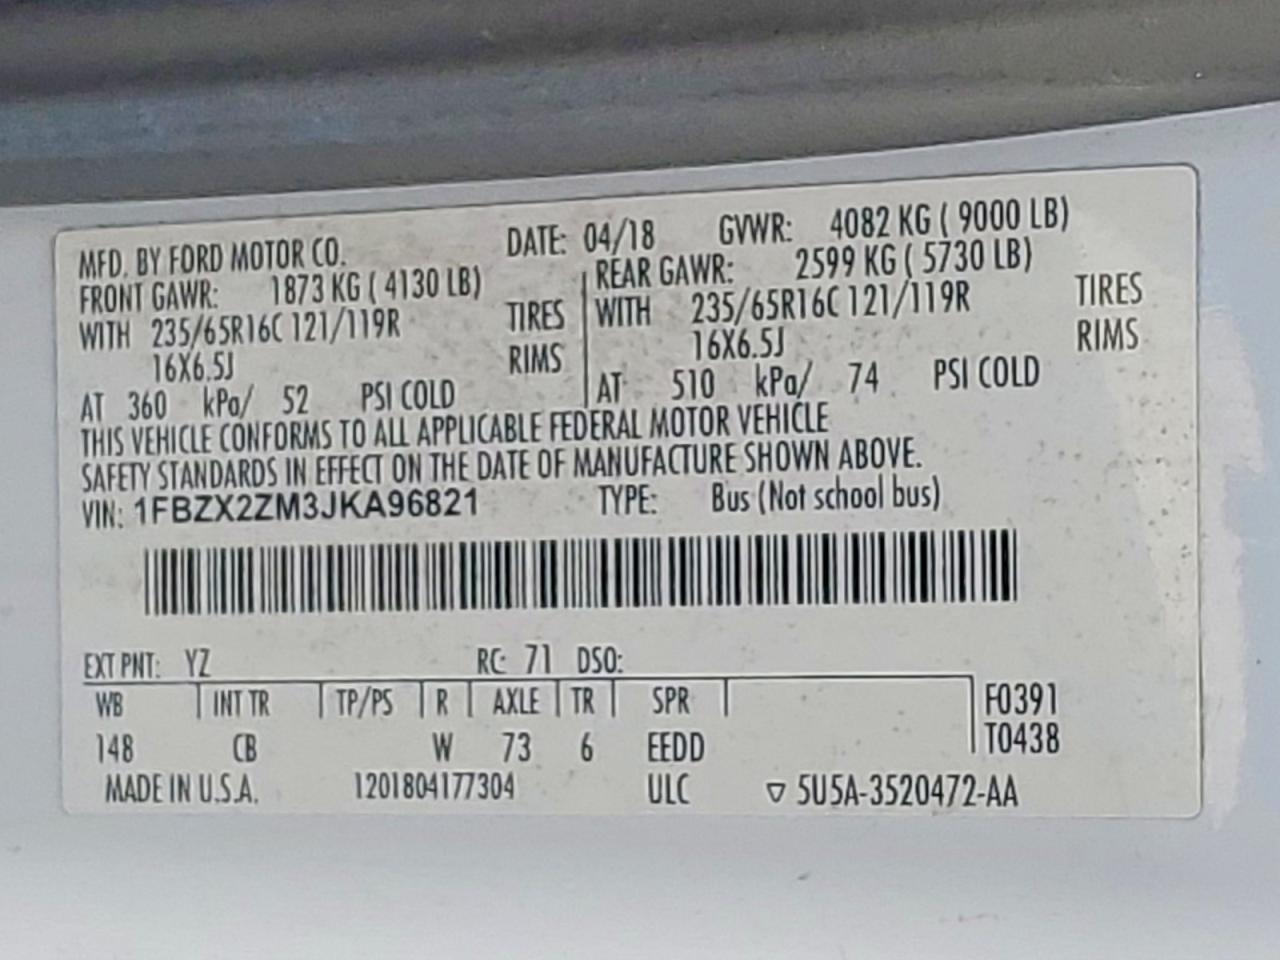 MFD. BY FORD MOTOR CO. DATE: 04/18 GVWR: 4082 KG ( 9000 LB)
FRONT GAWR: 1873 KG ( 4130 LB) REAR GAWR: 2599 KG ( 5730 LB)
WITH 235/65R16C 121/119R TIRES WITH 235/65R16C 121/119R TIRES
16X6.5J RIMS 16X6.5J RIMS
AT 360 kPa/ 52 PSI COLD AT 510 kPa/ 74 PSI COLD
THIS VEHICLE CONFORMS TO ALL APPLICABLE FEDERAL MOTOR VEHICLE
SAFETY STANDARDS IN EFFECT ON THE DATE OF MANUFACTURE SHOWN ABOVE.
VIN: 1FBZX2ZM3JKA96821 TYPE: Bus (Not school bus)
EXT PNT: YZ RC: 71 DSO:
WB INT TR TP/PS R AXLE TR SPR F0391
148 CB W 73 6 EEDD T0438
MADE IN U.S.A. 1201804177304 ULC ▽ 5U5A-3520472-AA